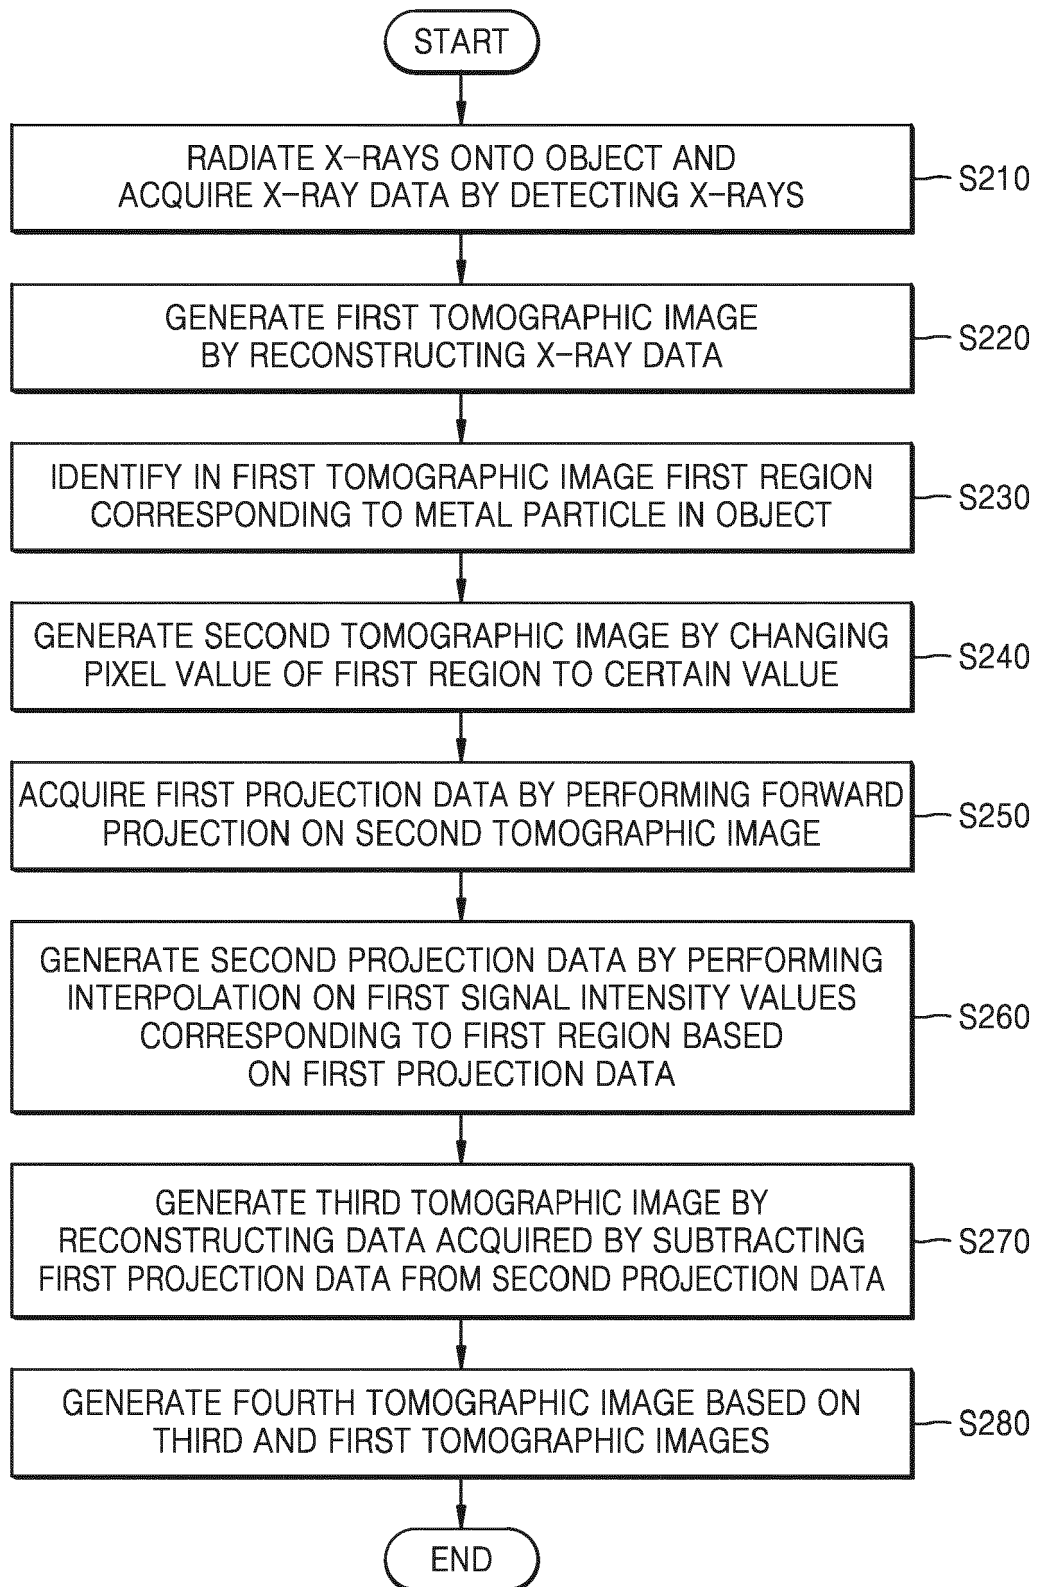 START
RADIATE X-RAYS ONTO OBJECT AND
ACQUIRE X-RAY DATA BY DETECTING X-RAYS
S210
GENERATE FIRST TOMOGRAPHIC IMAGE
BY RECONSTRUCTING X-RAY DATA
S220
IDENTIFY IN FIRST TOMOGRAPHIC IMAGE FIRST REGION
CORRESPONDING TO METAL PARTICLE IN OBJECT
S230
GENERATE SECOND TOMOGRAPHIC IMAGE BY CHANGING
PIXEL VALUE OF FIRST REGION TO CERTAIN VALUE
S240
ACQUIRE FIRST PROJECTION DATA BY PERFORMING FORWARD
PROJECTION ON SECOND TOMOGRAPHIC IMAGE
S250
GENERATE SECOND PROJECTION DATA BY PERFORMING
INTERPOLATION ON FIRST SIGNAL INTENSITY VALUES
CORRESPONDING TO FIRST REGION BASED
ON FIRST PROJECTION DATA
S260
GENERATE THIRD TOMOGRAPHIC IMAGE BY
RECONSTRUCTING DATA ACQUIRED BY SUBTRACTING
FIRST PROJECTION DATA FROM SECOND PROJECTION DATA
S270
GENERATE FOURTH TOMOGRAPHIC IMAGE BASED ON
THIRD AND FIRST TOMOGRAPHIC IMAGES
S280
END